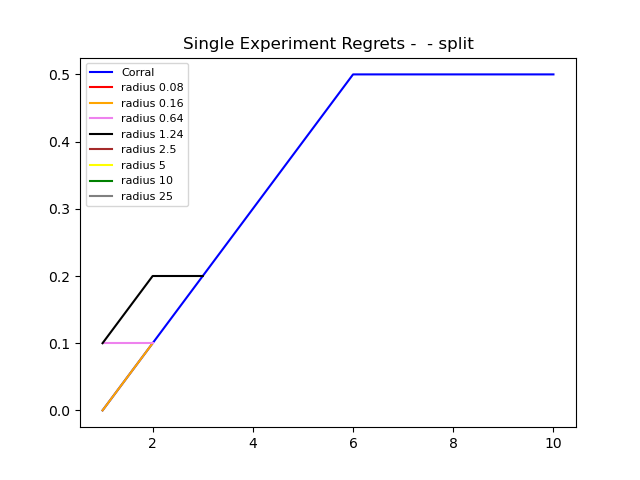 Single Experiment Regrets -  - split
0.5
0.4
0.3
0.2
0.1
0.0
Corral
radius 0.08
radius 0.16
radius 0.64
radius 1.24
radius 2.5
radius 5
radius 10
radius 25
2 4 6 8 10